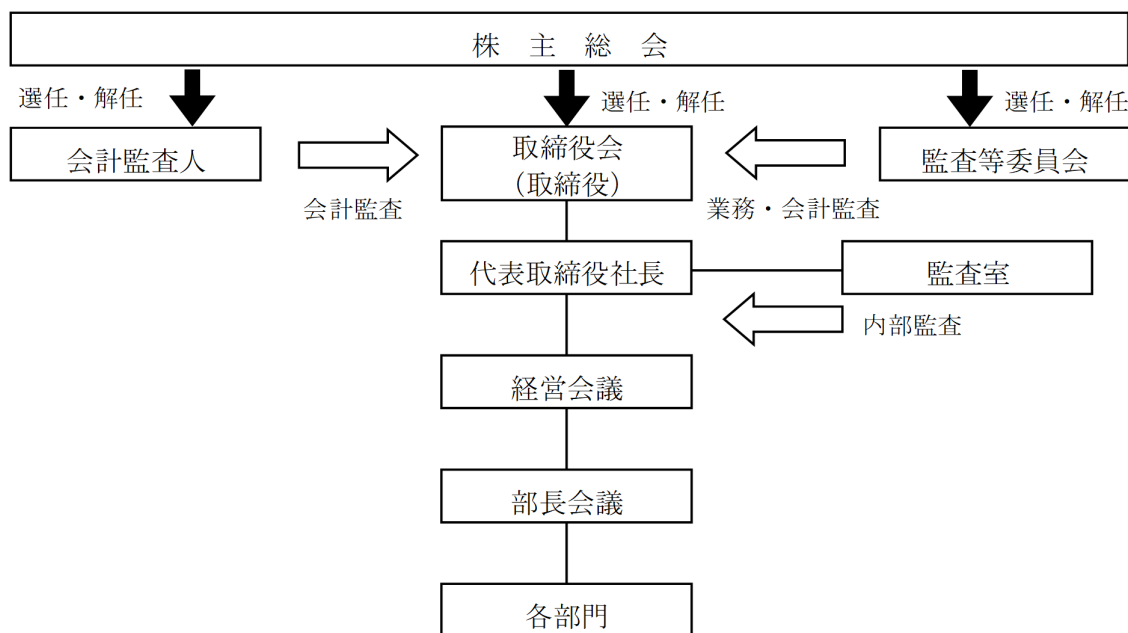 株 主 総 会
選任・解任
選任・解任
選任・解任
会計監査人
取締役会
（取締役）
監査等委員会
会計監査
業務・会計監査
代表取締役社長
監査室
内部監査
経営会議
部長会議
各部門